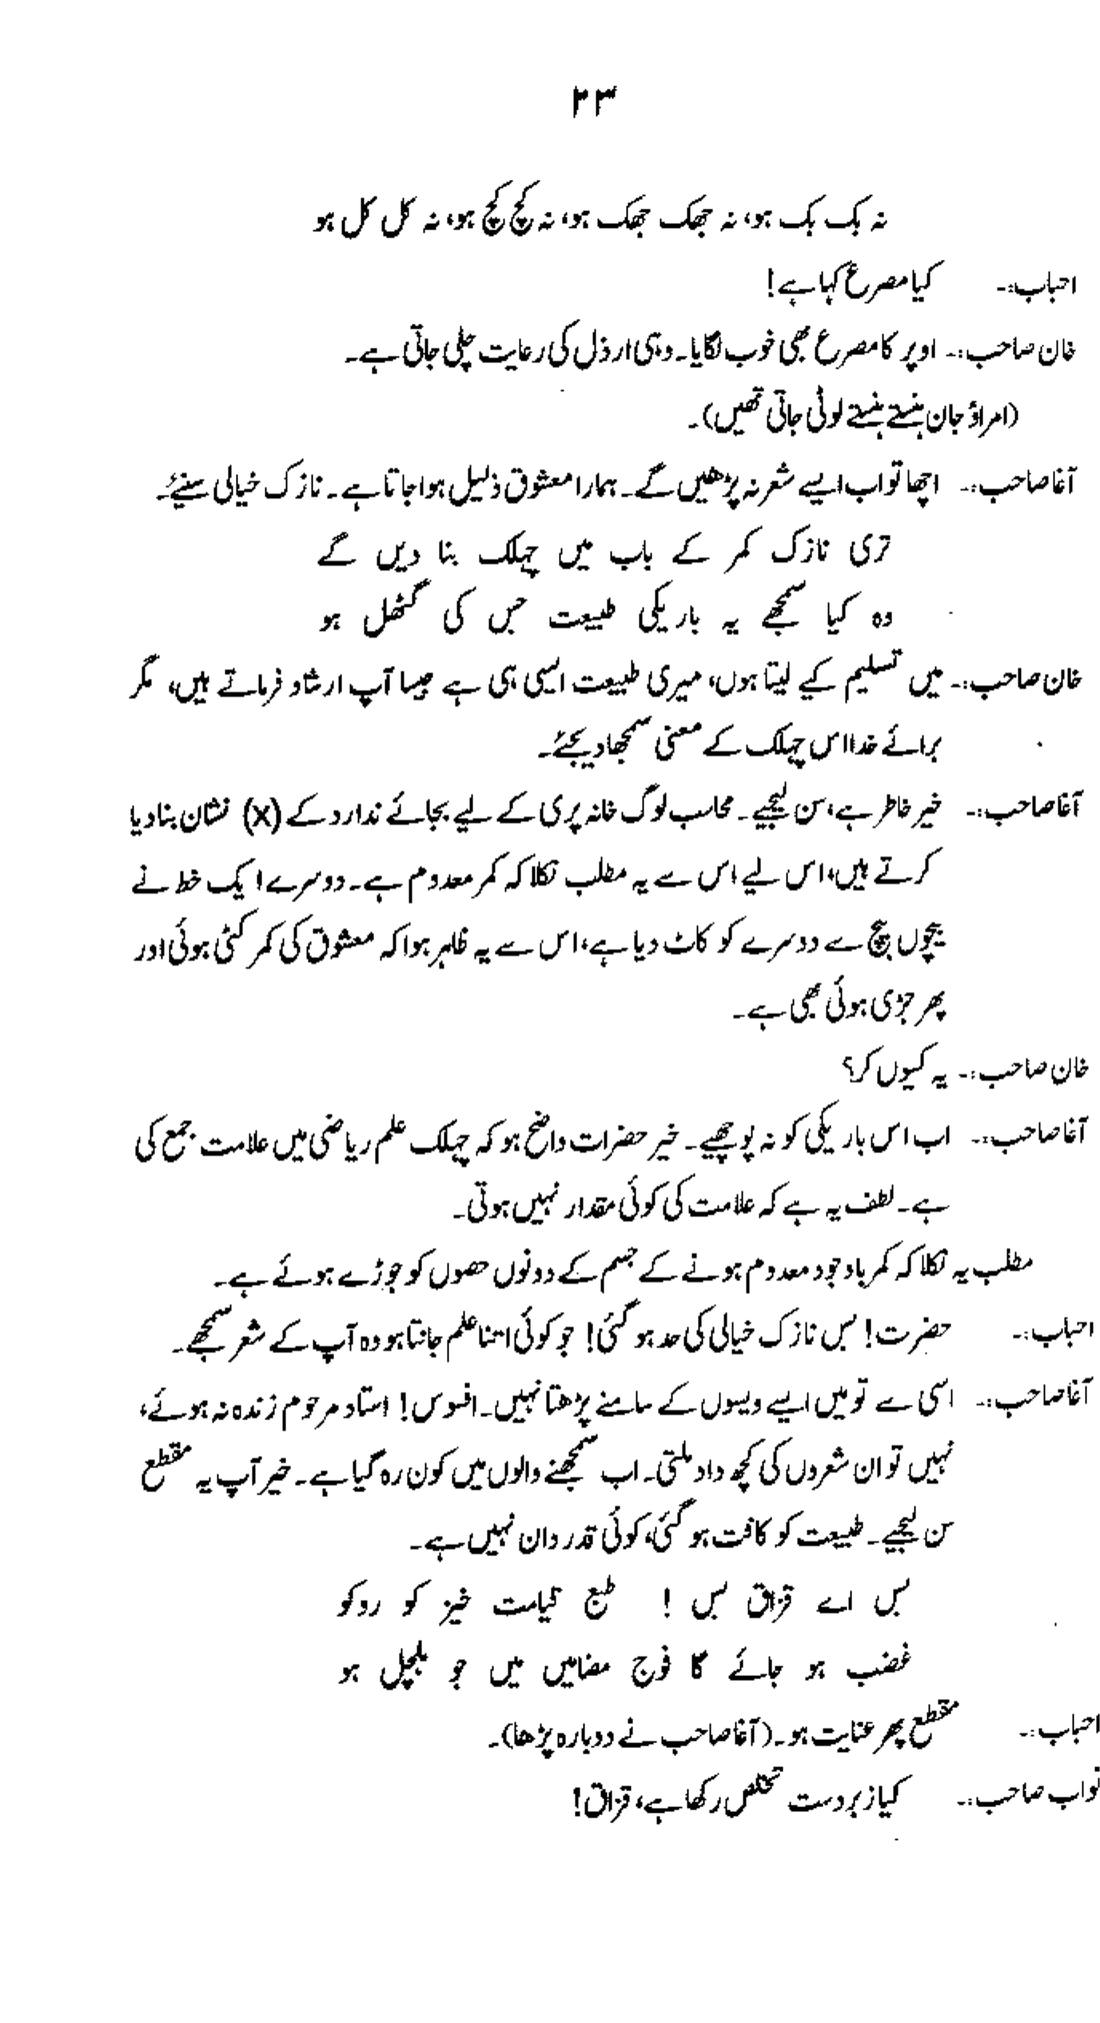 ۲۳
نہ بک بک ہو، نہ جھک جھک ہو، نہ کچ کچ ہو، نہ کل کل ہو
احباب:۔ کیا مصرع کہا ہے!
خان صاحب:۔ اوپر کا مصرع بھی خوب لگایا۔ وہی ارذل کی رعایت چلی جاتی ہے۔
(امراؤ جان ہنستے ہنستے لوٹی جاتی تھیں)۔
آغا صاحب:۔ اچھا تو اب ایسے شعر نہ پڑھیں گے۔ ہمارا معشوق ذلیل ہوا جاتا ہے۔ نازک خیالی سنیئے۔
تری نازک کمر کے باب میں چہلک بنا دیں گے
وہ کیا سمجھے یہ باریکی طبیعت جس کی گٹھل ہو
خان صاحب:۔ میں تسلیم کیے لیتا ہوں، میری طبیعت ایسی ہی ہے جیسا آپ ارشاد فرماتے ہیں، مگر
برائے خدا اس چہلک کے معنی سمجھا دیجئے۔
آغا صاحب:۔ خیر خاطر ہے، سن لیجیے۔ محاسب لوگ خانہ پری کے لیے بجائے ندارد کے (X) نشان بنا دیا
کرتے ہیں، اس لیے اس سے یہ مطلب نکلا کہ کمر معدوم ہے۔ دوسرے ایک خط نے
بیچوں بیچ سے دوسرے کو کاٹ دیا ہے، اس سے یہ ظاہر ہوا کہ معشوق کی کمر کٹی ہوئی اور
پھر جڑی ہوئی بھی ہے۔
خان صاحب:۔ یہ کیوں کر؟
آغا صاحب:۔ اب اس باریکی کو نہ پوچھیے۔ خیر حضرات واضح ہو کہ چہلک علم ریاضی میں علامت جمع کی
ہے۔ لطف یہ ہے کہ علامت کی کوئی مقدار نہیں ہوتی۔
مطلب یہ نکلا کہ کمر باوجود معدوم ہونے کے جسم کے دونوں حصوں کو جوڑے ہوئے ہے۔
احباب:۔ حضرت! بس نازک خیالی کی حد ہو گئی! جو کوئی اتنا علم جانتا ہو وہ آپ کے شعر سمجھے۔
آغا صاحب:۔ اسی سے تو میں ایسے ویسوں کے سامنے پڑھتا نہیں۔ افسوس! استاد مرحوم زندہ نہ ہوئے،
نہیں تو ان شعروں کی کچھ داد ملتی۔ اب سمجھنے والوں میں کون رہ گیا ہے۔ خیر آپ یہ مقطع
سن لیجیے۔ طبیعت کو کافت ہو گئی، کوئی قدر دان نہیں ہے۔
بس اے قزاق بس ! طبع قیامت خیز کو روکو
غضب ہو جائے گا فوج مضامیں میں جو ہلچل ہو
احباب:۔ مقطع پھر عنایت ہو۔ (آغا صاحب نے دوبارہ پڑھا)۔
نواب صاحب:۔ کیا زبردست تخلص رکھا ہے، قزاق!